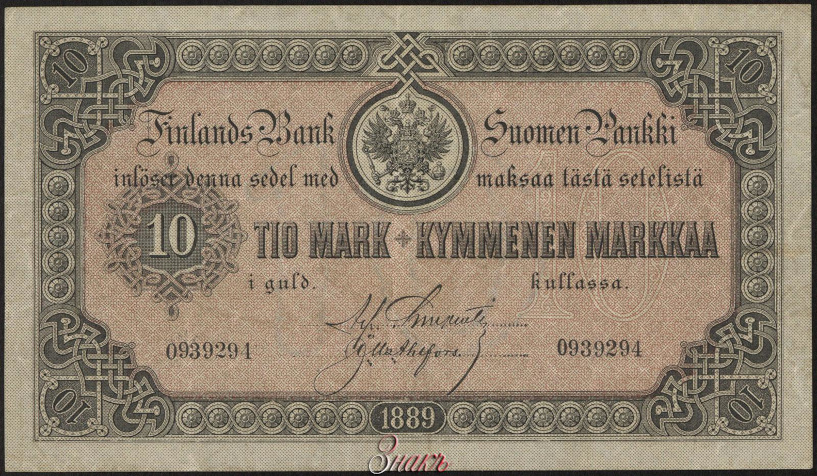 10 10
Finlands Bank Suomen Pankki
inlöser denna sedel med maksaa tästä setelistä
10 TIO MARK + KYMMENEN MARKKAA 10
i guld. kullassa.
0939294 0939294
10 1889 10
Знакъ